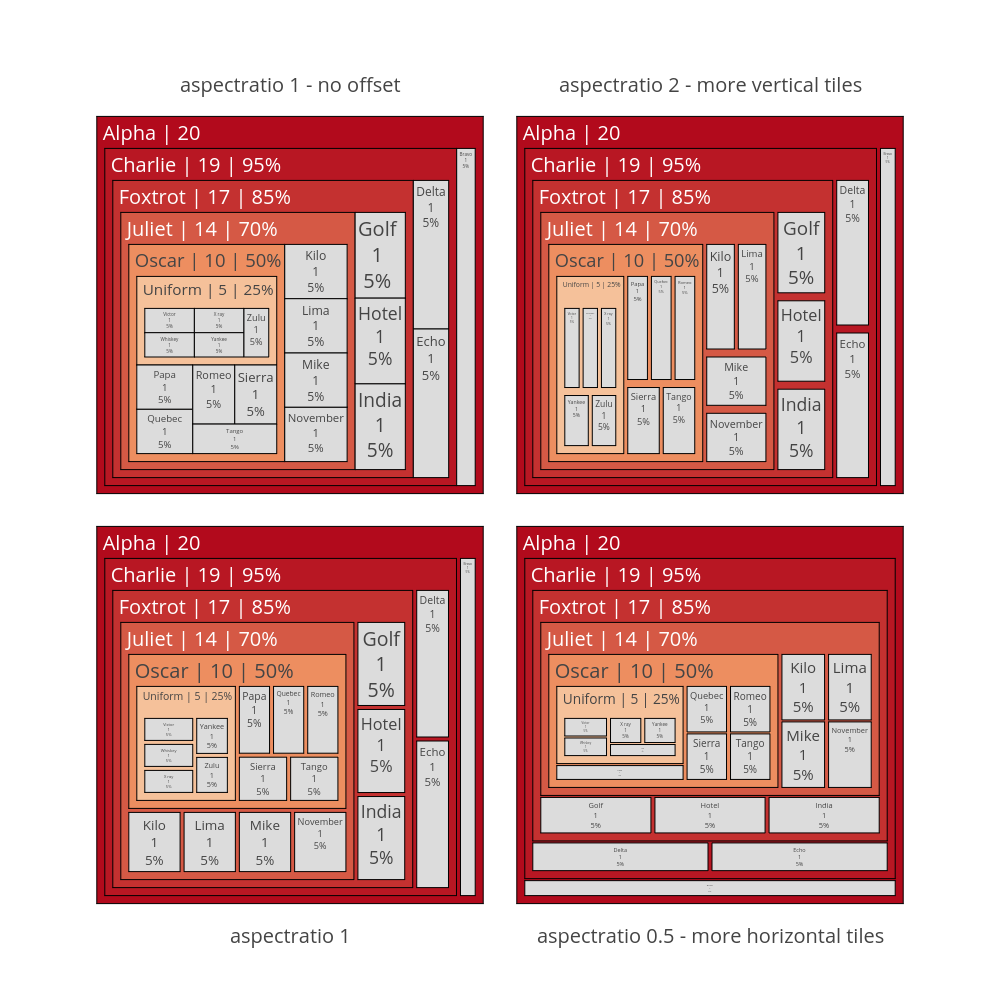 aspectratio 1 - no offset
aspectratio 2 - more vertical tiles
Alpha | 20
Charlie | 19 | 95%
Foxtrot | 17 | 85%
Juliet | 14 | 70%
Oscar | 10 | 50%
Uniform | 5 | 25%
Victor
1
5%
X-ray
1
5%
Whiskey
1
5%
Yankee
1
5%
Zulu
1
5%
Papa
1
5%
Quebec
1
5%
Romeo
1
5%
Sierra
1
5%
Tango
1
5%
Kilo
1
5%
Lima
1
5%
Mike
1
5%
November
1
5%
Golf
1
5%
Hotel
1
5%
India
1
5%
Delta
1
5%
Echo
1
5%
Bravo
1
5%
Alpha | 20
Charlie | 19 | 95%
Foxtrot | 17 | 85%
Juliet | 14 | 70%
Oscar | 10 | 50%
Uniform | 5 | 25%
X-ray
1
5%
Yankee
1
5%
Zulu
1
5%
Papa
1
5%
Quebec
1
5%
Romeo
1
5%
Sierra
1
5%
Tango
1
5%
Kilo
1
5%
Lima
1
5%
Mike
1
5%
November
1
5%
Golf
1
5%
Hotel
1
5%
India
1
5%
Delta
1
5%
Echo
1
5%
Alpha | 20
Charlie | 19 | 95%
Foxtrot | 17 | 85%
Juliet | 14 | 70%
Oscar | 10 | 50%
Uniform | 5 | 25%
Victor
1
5%
Whiskey
1
5%
X-ray
1
5%
Yankee
1
5%
Zulu
1
5%
Papa
1
5%
Quebec
1
5%
Romeo
1
5%
Sierra
1
5%
Tango
1
5%
Kilo
1
5%
Lima
1
5%
Mike
1
5%
November
1
5%
Golf
1
5%
Hotel
1
5%
India
1
5%
Delta
1
5%
Echo
1
5%
Alpha | 20
Charlie | 19 | 95%
Foxtrot | 17 | 85%
Juliet | 14 | 70%
Oscar | 10 | 50%
Uniform | 5 | 25%
X-ray
1
5%
Yankee
1
5%
Quebec
1
5%
Romeo
1
5%
Sierra
1
5%
Tango
1
5%
Kilo
1
5%
Lima
1
5%
Mike
1
5%
November
1
5%
Golf
1
5%
Hotel
1
5%
India
1
5%
Delta
1
5%
Echo
1
5%
aspectratio 1
aspectratio 0.5 - more horizontal tiles